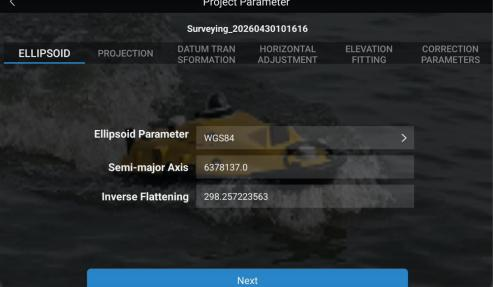 Project Parameter
Surveying_20260430101616
ELLIPSOID
PROJECTION
DATUM TRAN
SFORMATION
HORIZONTAL
ADJUSTMENT
ELEVATION
FITTING
CORRECTION
PARAMETERS
Ellipsoid Parameter WGS84
Semi-major Axis 6378137.0
Inverse Flattening 298.257223563
Next